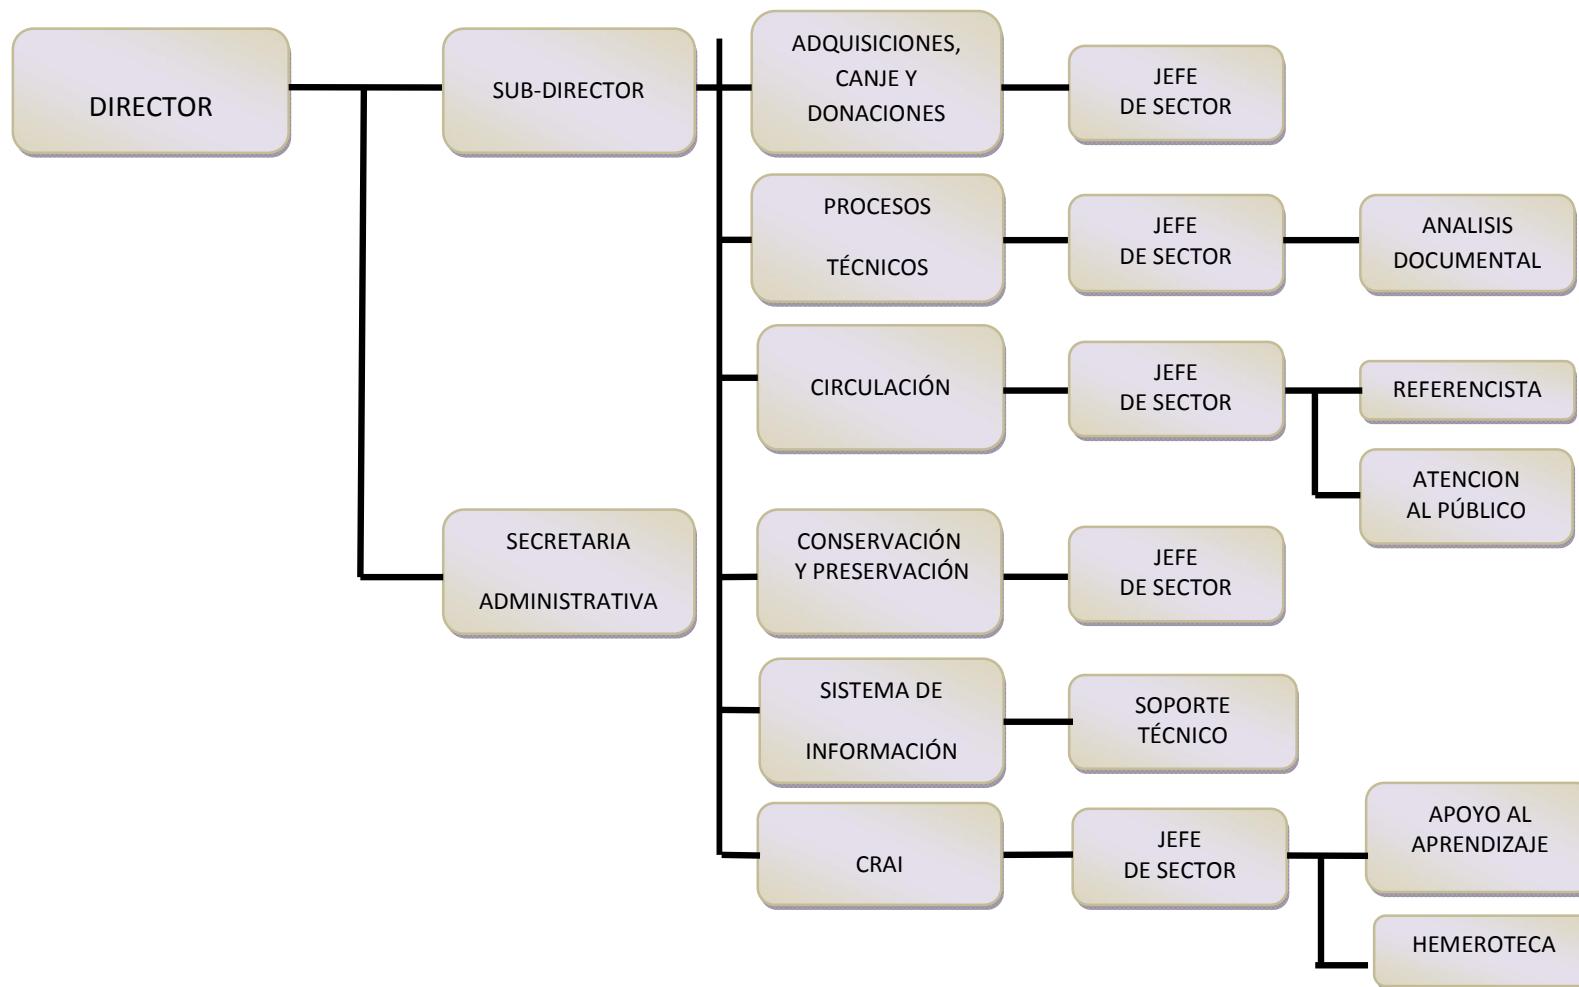 DIRECTOR
SUB-DIRECTOR
SECRETARIA
ADMINISTRATIVA
ADQUISICIONES,
CANJE Y
DONACIONES
JEFE
DE SECTOR
PROCESOS
TÉCNICOS
JEFE
DE SECTOR
ANALISIS
DOCUMENTAL
CIRCULACIÓN
JEFE
DE SECTOR
REFERENCISTA
ATENCION
AL PÚBLICO
CONSERVACIÓN
Y PRESERVACIÓN
JEFE
DE SECTOR
SISTEMA DE
INFORMACIÓN
SOPORTE
TÉCNICO
CRAI
JEFE
DE SECTOR
APOYO AL
APRENDIZAJE
HEMEROTECA